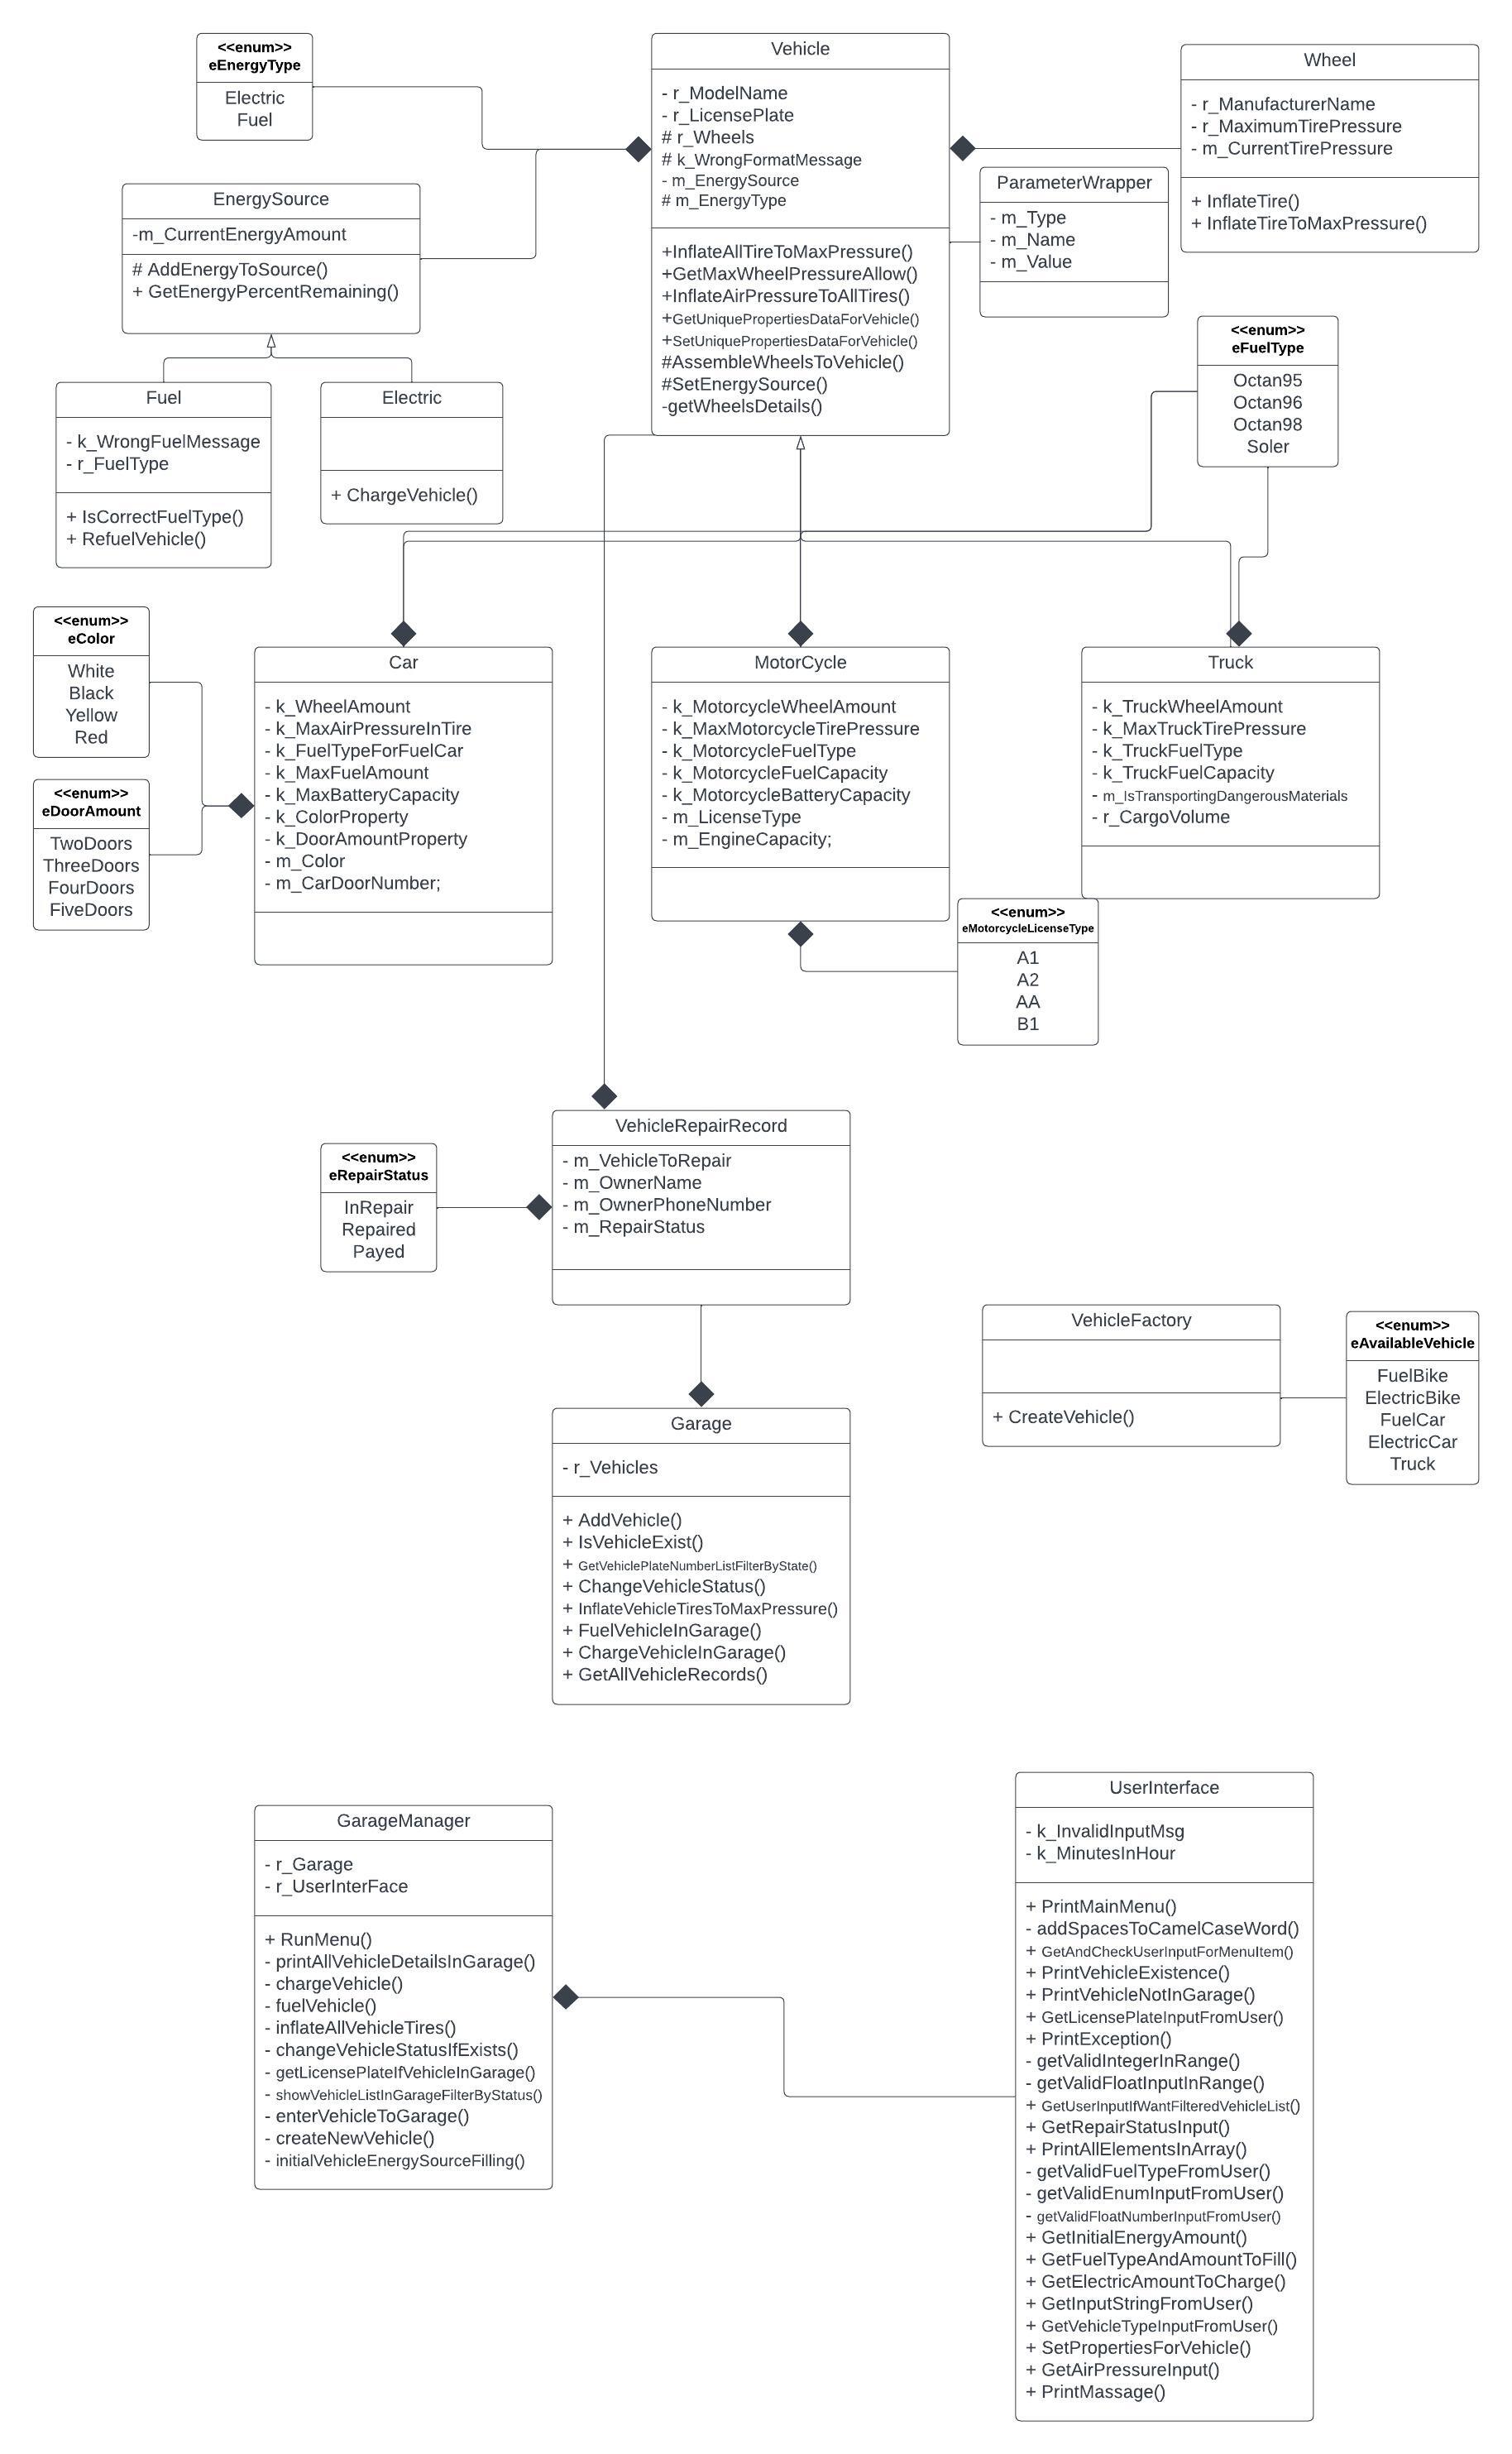 <<enum>>
eEnergyType
Electric
Fuel
Vehicle
- r_ModelName
- r_LicensePlate
# r_Wheels
# k_WrongFormatMessage
- m_EnergySource
# m_EnergyType
+InflateAllTireToMaxPressure()
+GetMaxWheelPressureAllow()
+InflateAirPressureToAllTires()
+GetUniquePropertiesDataForVehicle()
+SetUniquePropertiesDataForVehicle()
#AssembleWheelsToVehicle()
#SetEnergySource()
-getWheelsDetails()
Wheel
- r_ManufacturerName
- r_MaximumTirePressure
- m_CurrentTirePressure
+ InflateTire()
+ InflateTireToMaxPressure()
ParameterWrapper
- m_Type
- m_Name
- m_Value
EnergySource
-m_CurrentEnergyAmount
# AddEnergyToSource()
+ GetEnergyPercentRemaining()
<<enum>>
eFuelType
Octan95
Octan96
Octan98
Soler
Fuel
- k_WrongFuelMessage
- r_FuelType
+ IsCorrectFuelType()
+ RefuelVehicle()
Electric
+ ChargeVehicle()
<<enum>>
eColor
White
Black
Yellow
Red
<<enum>>
eDoorAmount
TwoDoors
ThreeDoors
FourDoors
FiveDoors
Car
- k_WheelAmount
- k_MaxAirPressureInTire
- k_FuelTypeForFuelCar
- k_MaxFuelAmount
- k_MaxBatteryCapacity
- k_ColorProperty
- k_DoorAmountProperty
- m_Color
- m_CarDoorNumber;
MotorCycle
- k_MotorcycleWheelAmount
- k_MaxMotorcycleTirePressure
- k_MotorcycleFuelType
- k_MotorcycleFuelCapacity
- k_MotorcycleBatteryCapacity
- m_LicenseType
- m_EngineCapacity;
Truck
- k_TruckWheelAmount
- k_MaxTruckTirePressure
- k_TruckFuelType
- k_TruckFuelCapacity
- m_IsTransportingDangerousMaterials
- r_CargoVolume
<<enum>>
eMotorcycleLicenseType
A1
A2
AA
B1
VehicleRepairRecord
- m_VehicleToRepair
- m_OwnerName
- m_OwnerPhoneNumber
- m_RepairStatus
<<enum>>
eRepairStatus
InRepair
Repaired
Payed
VehicleFactory
+ CreateVehicle()
<<enum>>
eAvailableVehicle
FuelBike
ElectricBike
FuelCar
ElectricCar
Truck
Garage
- r_Vehicles
+ AddVehicle()
+ IsVehicleExist()
+ GetVehiclePlateNumberListFilterByState()
+ ChangeVehicleStatus()
+ InflateVehicleTiresToMaxPressure()
+ FuelVehicleInGarage()
+ ChargeVehicleInGarage()
+ GetAllVehicleRecords()
GarageManager
- r_Garage
- r_UserInterFace
+ RunMenu()
- printAllVehicleDetailsInGarage()
- chargeVehicle()
- fuelVehicle()
- inflateAllVehicleTires()
- changeVehicleStatusIfExists()
- getLicensePlateIfVehicleInGarage()
- showVehicleListInGarageFilterByStatus()
- enterVehicleToGarage()
- createNewVehicle()
- initialVehicleEnergySourceFilling()
UserInterface
- k_InvalidInputMsg
- k_MinutesInHour
+ PrintMainMenu()
- addSpacesToCamelCaseWord()
+ GetAndCheckUserInputForMenuItem()
+ PrintVehicleExistence()
+ PrintVehicleNotInGarage()
+ GetLicensePlateInputFromUser()
+ PrintException()
- getValidIntegerInRange()
- getValidFloatInputInRange()
+ GetUserInputIfWantFilteredVehicleList()
+ GetRepairStatusInput()
+ PrintAllElementsInArray()
- getValidFuelTypeFromUser()
- getValidEnumInputFromUser()
- getValidFloatNumberInputFromUser()
+ GetInitialEnergyAmount()
+ GetFuelTypeAndAmountToFill()
+ GetElectricAmountToCharge()
+ GetInputStringFromUser()
+ GetVehicleTypeInputFromUser()
+ SetPropertiesForVehicle()
+ GetAirPressureInput()
+ PrintMassage()